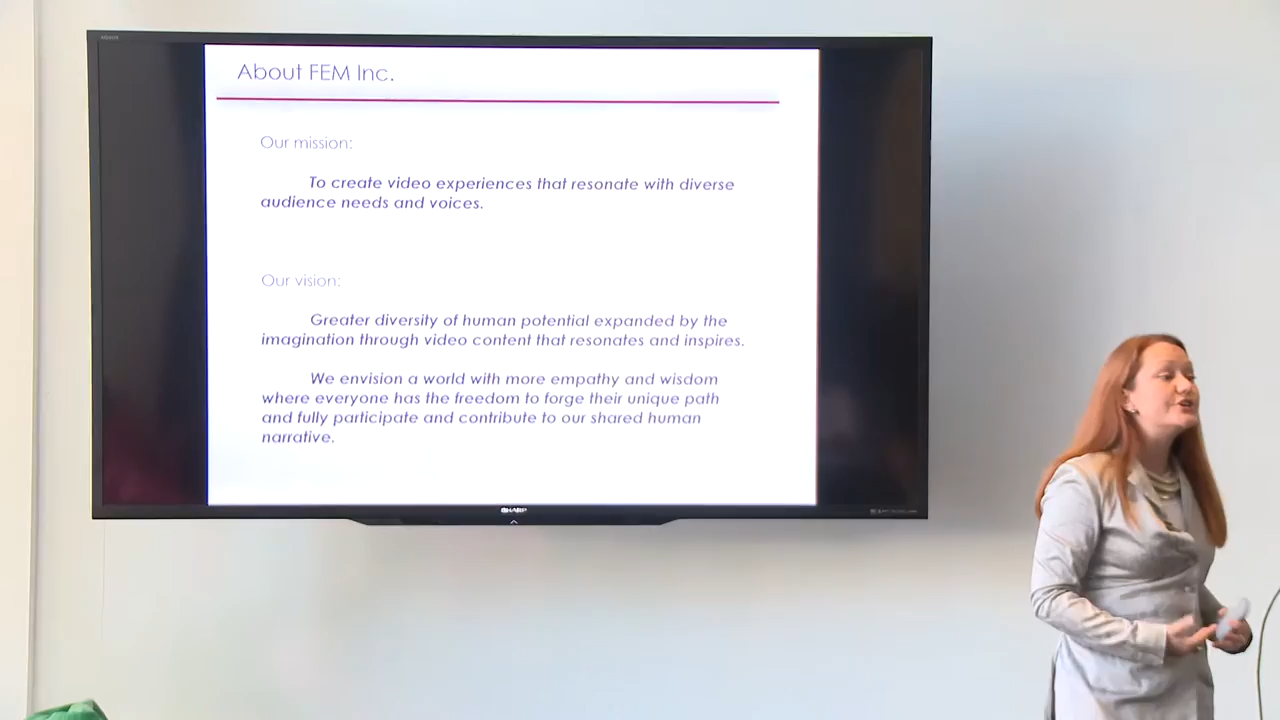 About FEM Inc.
Our mission:
To create video experiences that resonate with diverse
audience needs and voices.
Our vision:
Greater diversity of human potential expanded by the
imagination through video content that resonates and inspires.
We envision a world with more empathy and wisdom
where everyone has the freedom to forge their unique path
and fully participate and contribute to our shared human
narrative.
SHARP